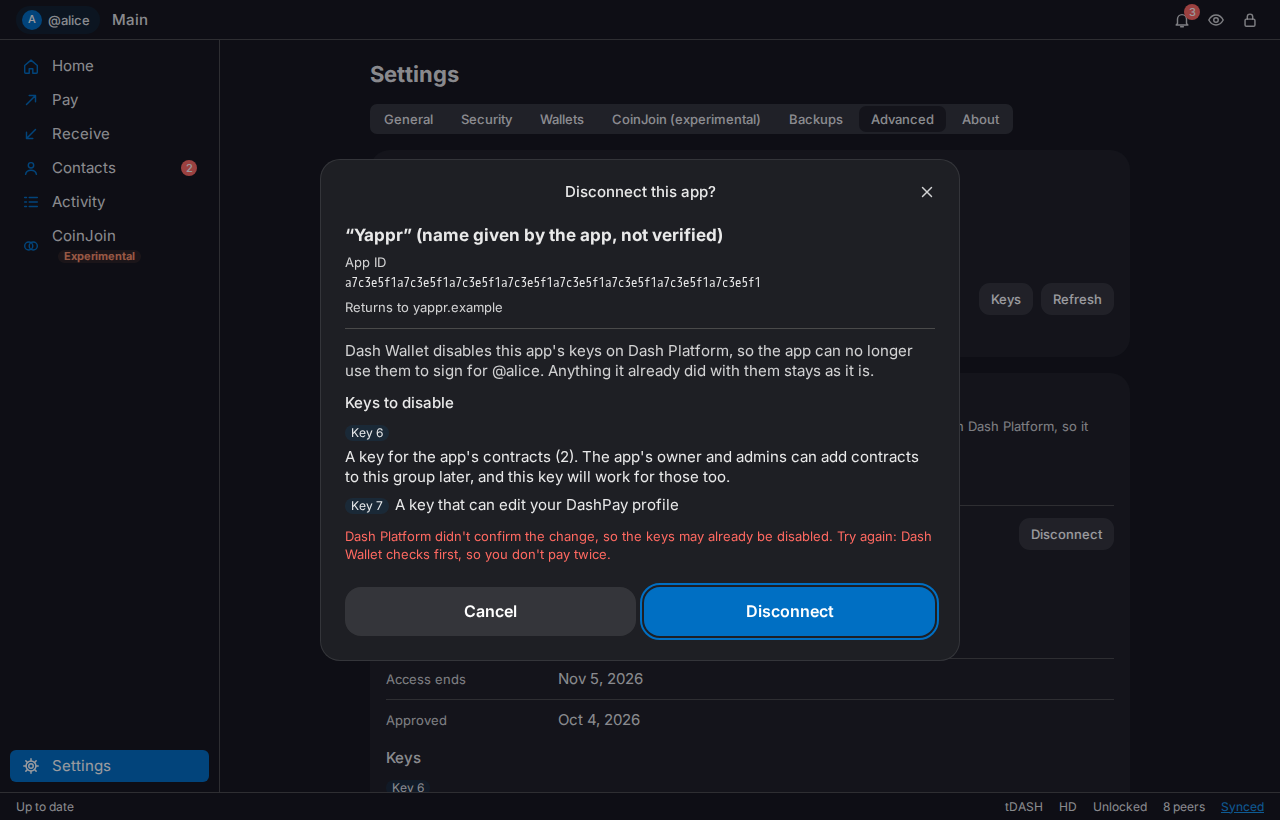 A @alice Main 3
Home
Pay
Receive
Contacts 2
Activity
CoinJoin
Experimental
Settings
Settings
General Security Wallets CoinJoin (experimental) Backups Advanced About
Keys Refresh
n Dash Platform, so it
Disconnect
Disconnect this app?
“Yappr” (name given by the app, not verified)
App ID
a7c3e5f1a7c3e5f1a7c3e5f1a7c3e5f1a7c3e5f1a7c3e5f1a7c3e5f1a7c3e5f1
Returns to yappr.example
Dash Wallet disables this app's keys on Dash Platform, so the app can no longer
use them to sign for @alice. Anything it already did with them stays as it is.
Keys to disable
Key 6
A key for the app's contracts (2). The app's owner and admins can add contracts
to this group later, and this key will work for those too.
Key 7 A key that can edit your DashPay profile
Dash Platform didn't confirm the change, so the keys may already be disabled. Try again: Dash
Wallet checks first, so you don't pay twice.
Cancel Disconnect
Access ends Nov 5, 2026
Approved Oct 4, 2026
Keys
Key 6
Up to date tDASH HD Unlocked 8 peers Synced